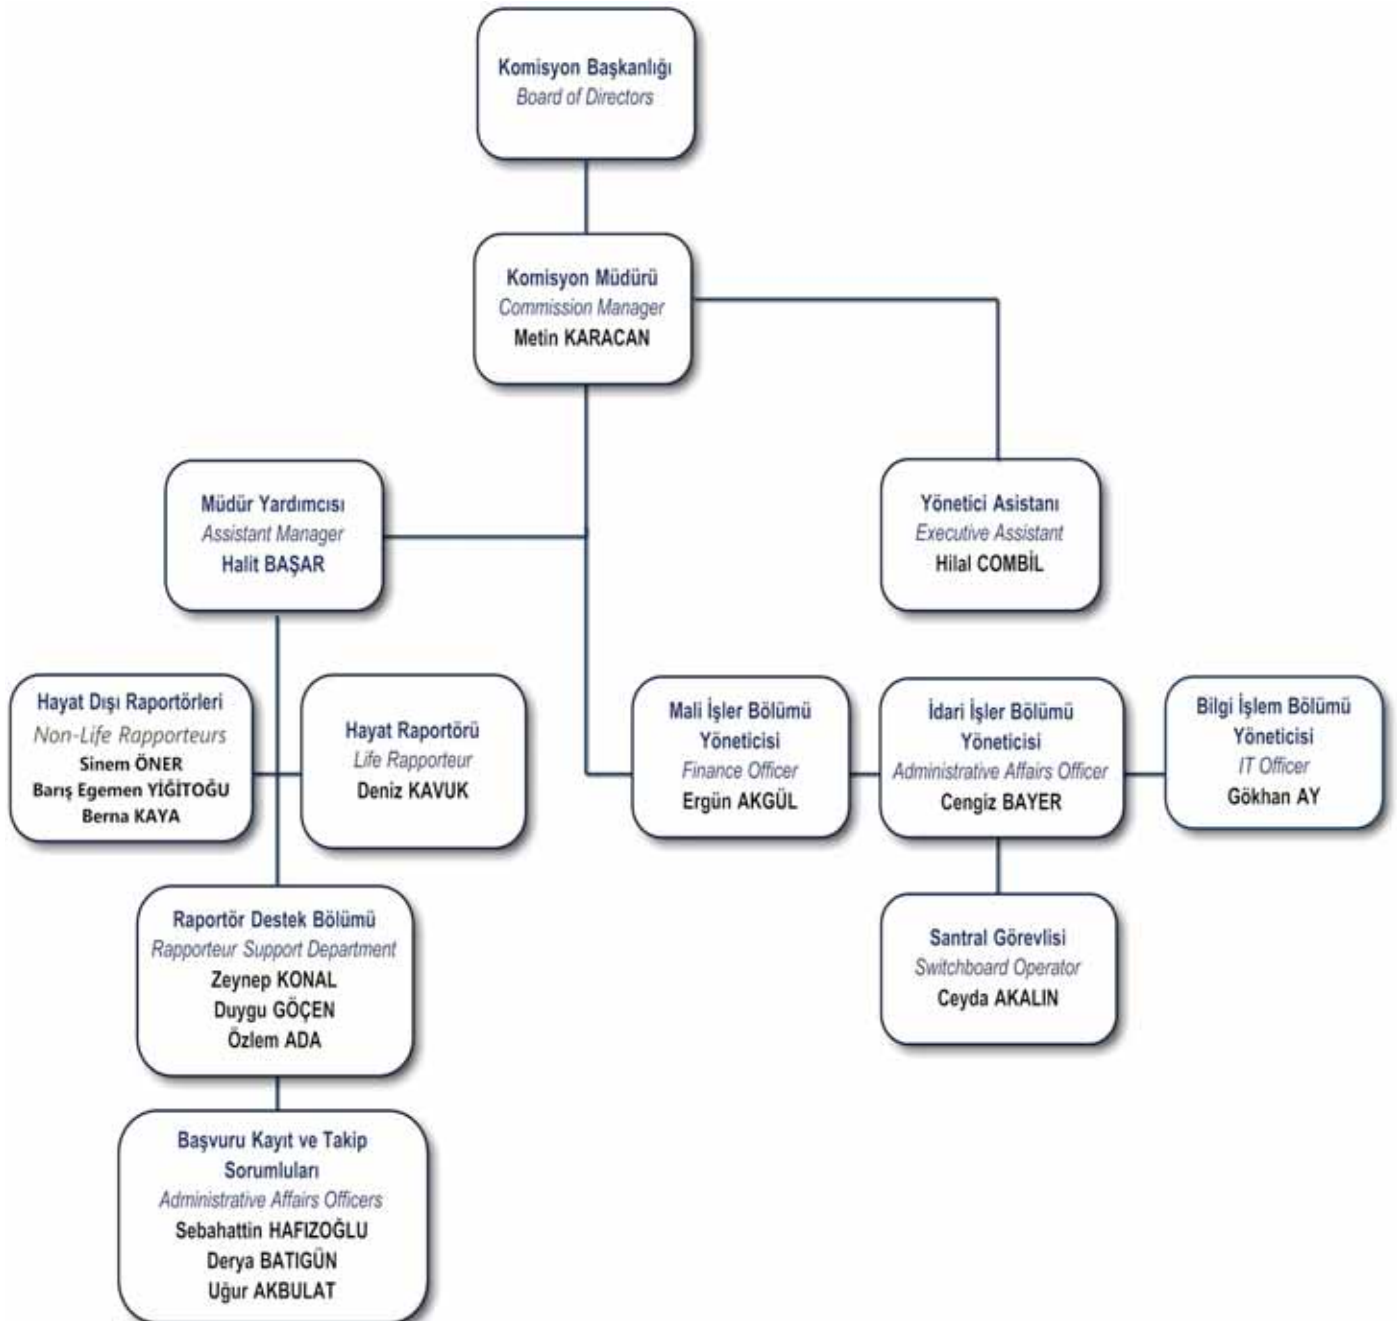 Komisyon Başkanlığı
Board of Directors
Komisyon Müdürü
Commission Manager
Metin KARACAN
Müdür Yardımcısı
Assistant Manager
Halit BAŞAR
Yönetici Asistanı
Executive Assistant
Hilal COMBİL
Hayat Dışı Raportörleri
Non-Life Rapporteurs
Sinem ÖNER
Barış Egemen YİĞİTOĞU
Berna KAYA
Hayat Raportörü
Life Rapporteur
Deniz KAVUK
Mali İşler Bölümü
Yöneticisi
Finance Officer
Ergün AKGÜL
İdari İşler Bölümü
Yöneticisi
Administrative Affairs Officer
Cengiz BAYER
Bilgi İşlem Bölümü
Yöneticisi
IT Officer
Gökhan AY
Raportör Destek Bölümü
Rapporteur Support Department
Zeynep KONAL
Duygu GÖÇEN
Özlem ADA
Santral Görevlisi
Switchboard Operator
Ceyda AKALIN
Başvuru Kayıt ve Takip
Sorumluları
Administrative Affairs Officers
Sebahattin HAFIZOĞLU
Derya BATIGÜN
Uğur AKBULAT